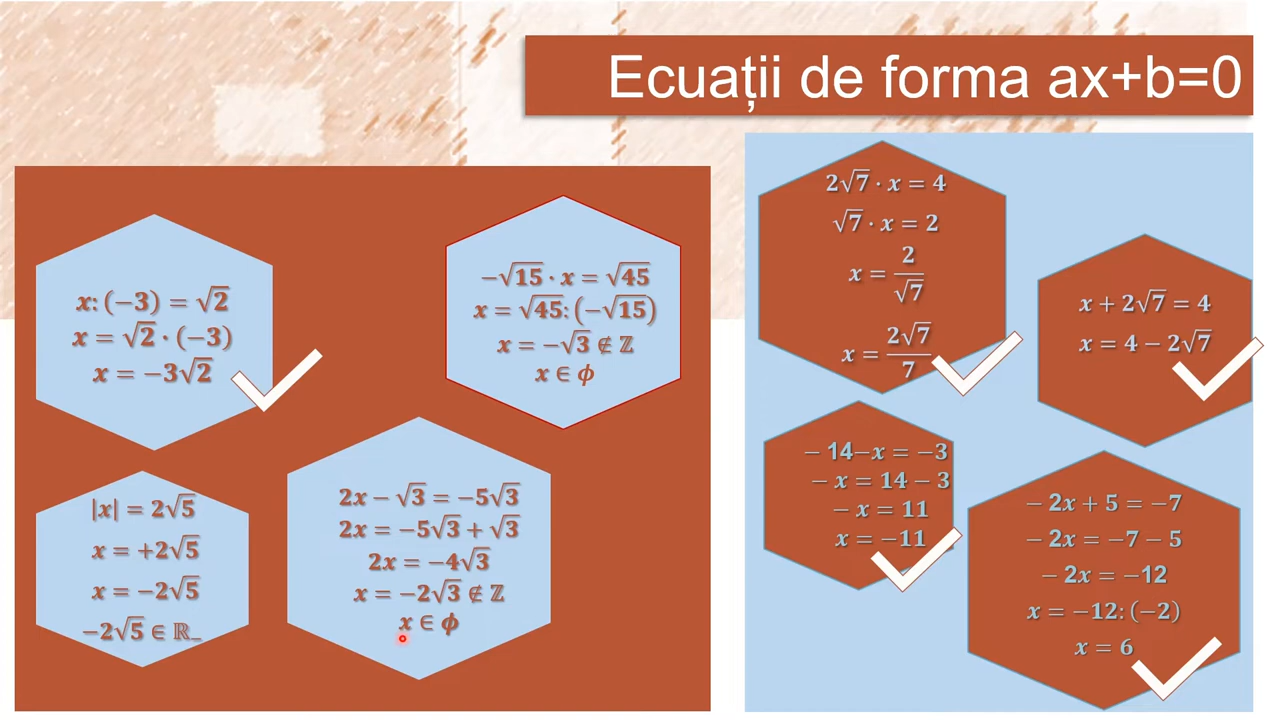 Ecuații de forma ax+b=0
x: (−3) = √2
x = √2 · (−3)
x = −3√2
−√15 · x = √45
x = √45: (−√15)
x = −√3 ∉ ℤ
x ∈ ϕ
|x| = 2√5
x = +2√5
x = −2√5
−2√5 ∈ ℝ₋
2x − √3 = −5√3
2x = −5√3 + √3
2x = −4√3
x = −2√3 ∉ ℤ
x ∈ ϕ
2√7 · x = 4
√7 · x = 2
x = 2/√7
x = 2√7/7
x + 2√7 = 4
x = 4 − 2√7
− 14−x = −3
− x = 14 − 3
− x = 11
x = −11
− 2x + 5 = −7
− 2x = −7 − 5
− 2x = −12
x = −12: (−2)
x = 6